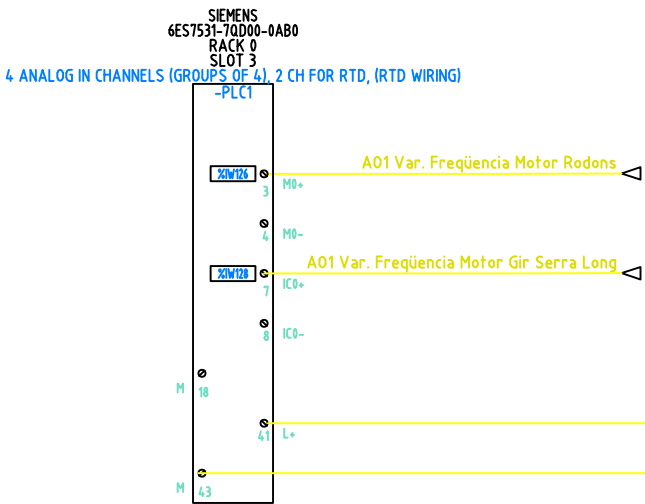 SIEMENS
6ES7531-7QD00-0AB0
RACK 0
SLOT 3
4 ANALOG IN CHANNELS (GROUPS OF 4), 2 CH FOR RTD, (RTD WIRING)
-PLC1
A01 Var. Freqüencia Motor Rodons
%IW126
3 M0+
4 M0-
A01 Var. Freqüencia Motor Gir Serra Long
%IW128
7 IC0+
8 IC0-
M 18
41 L+
M 43